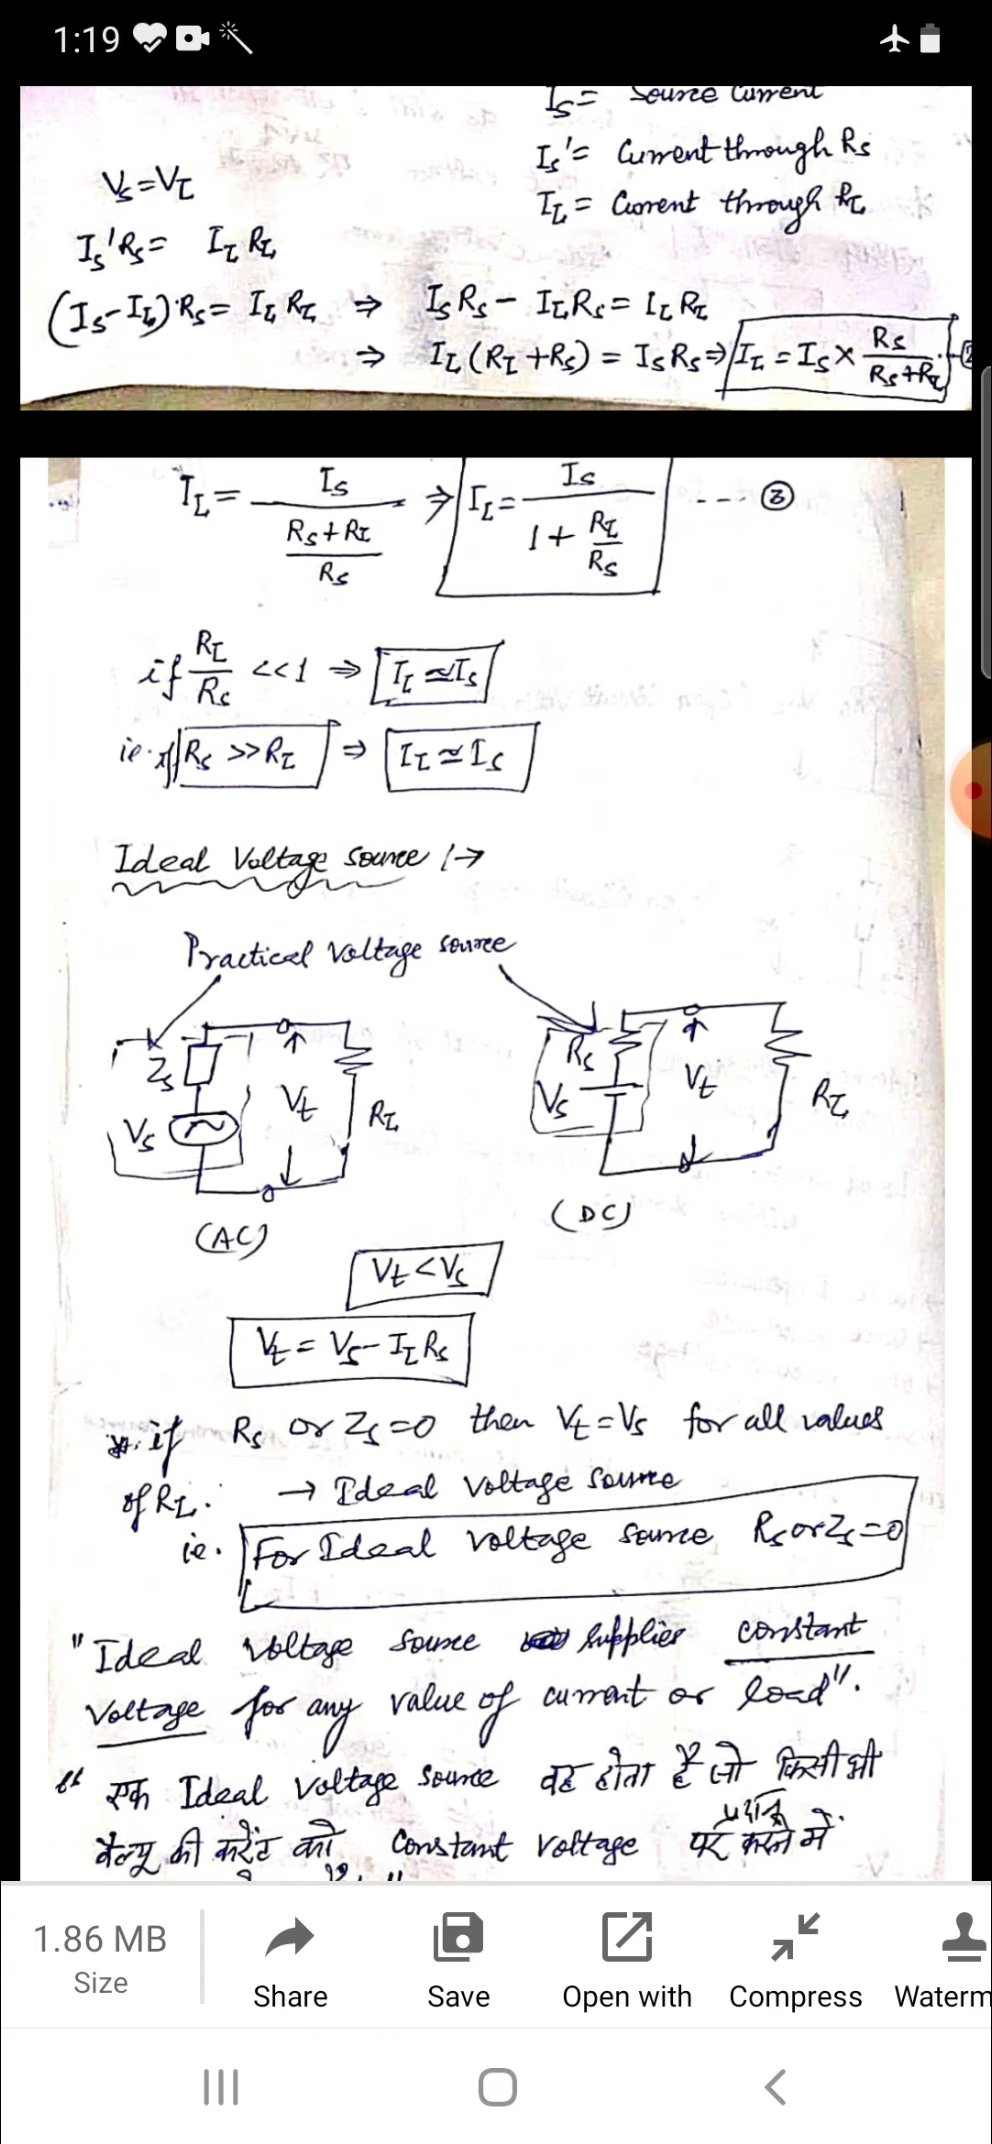 1:19
Is = Source Current
Is' = Current through Rs
IL = Current through RL
Vs = VL
Is'Rs = IL RL
(Is-IL)·Rs = IL RL ⇒ IsRs - ILRs = IL RL
⇒ IL (RL+Rs) = IsRs ⇒ IL = Is × Rs/(Rs+RL)
IL = Is/((Rs+RL)/Rs) ⇒ IL = Is/(1+RL/Rs) ---- ③
if RL/Rs <<1 ⇒ IL ≃ Is
ie. if Rs >> RL ⇒ IL ≃ Is
Ideal Voltage source :→
Practical Voltage source
Zs Vs Vt RL
Rs Vs Vt RL
(AC) (DC)
Vt < Vs
Vt = Vs - IL Rs
if Rs or Zs=0 then Vt=Vs for all values
of RL. → Ideal Voltage source
ie. For Ideal voltage source Rs or Zs=0
"Ideal Voltage source supplies constant
Voltage for any value of current or load".
"एक Ideal Voltage source वह होता है जो किसी भी
वैल्यू की करेंट को constant voltage पर करने में
1.86 MB
Size
Share
Save
Open with
Compress
Waterm